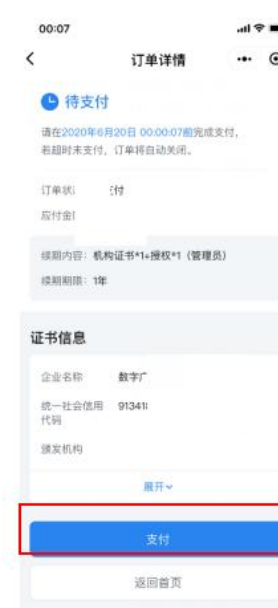 00:07
订单详情
待支付
请在2020年6月20日 00:00:07前完成支付,
若超时未支付，订单将自动关闭。
订单状 付
应付金
续期内容：机构证书*1+授权*1（管理员）
续期期限：1年
证书信息
企业名称 数字广
统一社会信用 91341
代码
颁发机构
展开
支付
返回首页